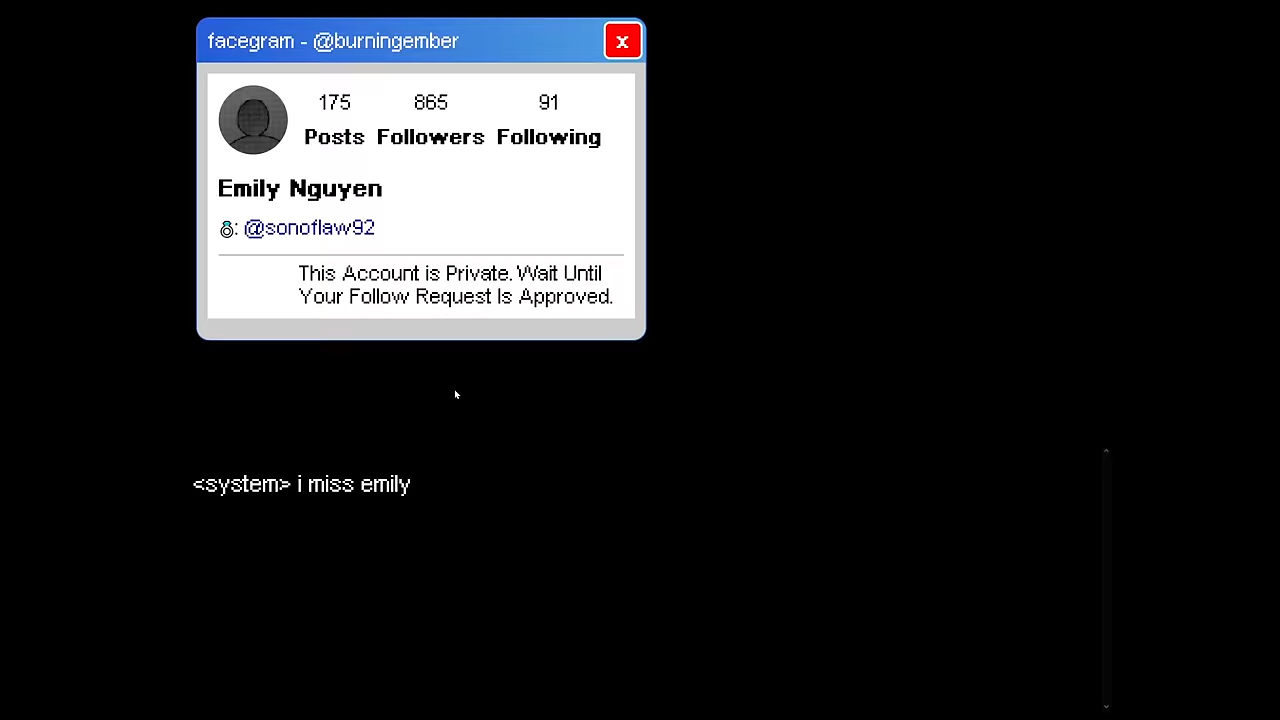 facegram - @burningember
x
175 865 91
Posts Followers Following
Emily Nguyen
💍: @sonoflaw92
This Account is Private. Wait Until
Your Follow Request Is Approved.
<system> i miss emily